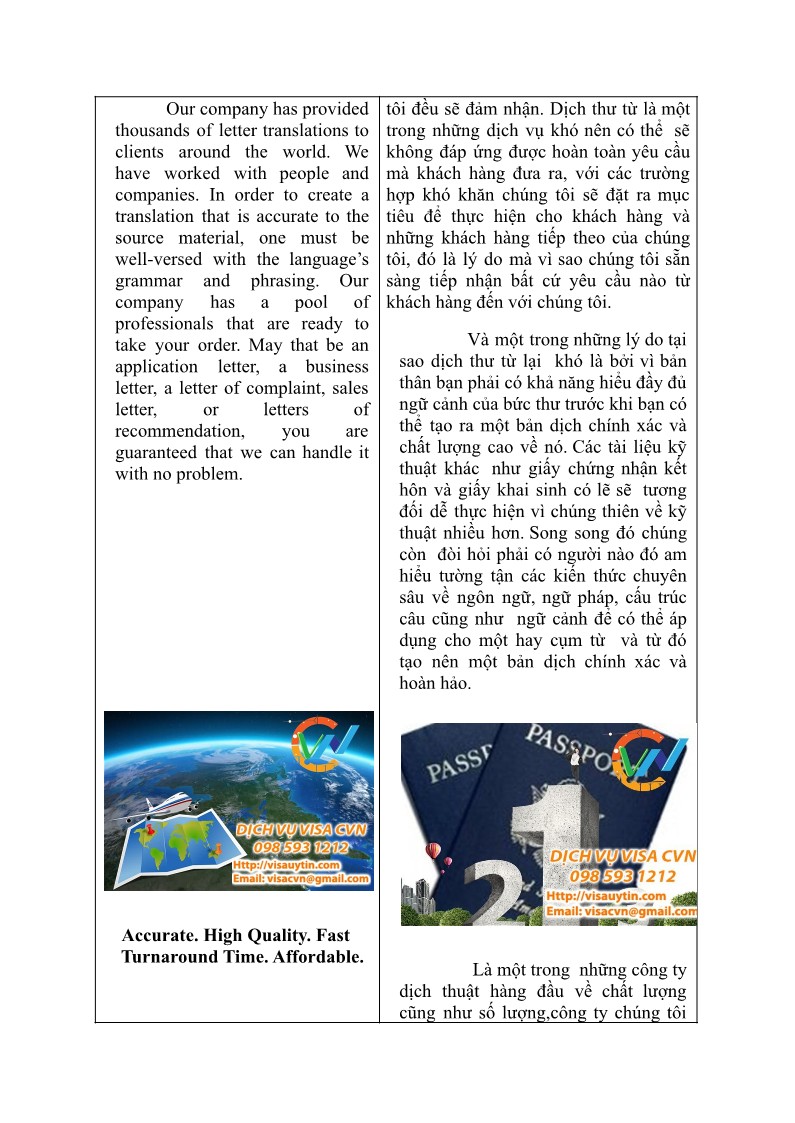 Our company has provided
thousands of letter translations to
clients around the world. We
have worked with people and
companies. In order to create a
translation that is accurate to the
source material, one must be
well-versed with the language’s
grammar and phrasing. Our
company has a pool of
professionals that are ready to
take your order. May that be an
application letter, a business
letter, a letter of complaint, sales
letter, or letters of
recommendation, you are
guaranteed that we can handle it
with no problem.
DỊCH VỤ VISA CVN
098 593 1212
Http://visauytin.com
Email: visacvn@gmail.com
Accurate. High Quality. Fast
Turnaround Time. Affordable.
tôi đều sẽ đảm nhận. Dịch thư từ là một
trong những dịch vụ khó nên có thể sẽ
không đáp ứng được hoàn toàn yêu cầu
mà khách hàng đưa ra, với các trường
hợp khó khăn chúng tôi sẽ đặt ra mục
tiêu để thực hiện cho khách hàng và
những khách hàng tiếp theo của chúng
tôi, đó là lý do mà vì sao chúng tôi sẵn
sàng tiếp nhận bất cứ yêu cầu nào từ
khách hàng đến với chúng tôi.
Và một trong những lý do tại
sao dịch thư từ lại khó là bởi vì bản
thân bạn phải có khả năng hiểu đầy đủ
ngữ cảnh của bức thư trước khi bạn có
thể tạo ra một bản dịch chính xác và
chất lượng cao về nó. Các tài liệu kỹ
thuật khác như giấy chứng nhận kết
hôn và giấy khai sinh có lẽ sẽ tương
đối dễ thực hiện vì chúng thiên về kỹ
thuật nhiều hơn. Song song đó chúng
còn đòi hỏi phải có người nào đó am
hiểu tường tận các kiến thức chuyên
sâu về ngôn ngữ, ngữ pháp, cấu trúc
câu cũng như ngữ cảnh để có thể áp
dụng cho một hay cụm từ và từ đó
tạo nên một bản dịch chính xác và
hoàn hảo.
PASSPO
PASSP
21
DỊCH VỤ VISA CVN
098 593 1212
Http://visauytin.com
Email: visacvn@gmail.com
Là một trong những công ty
dịch thuật hàng đầu về chất lượng
cũng như số lượng,công ty chúng tôi